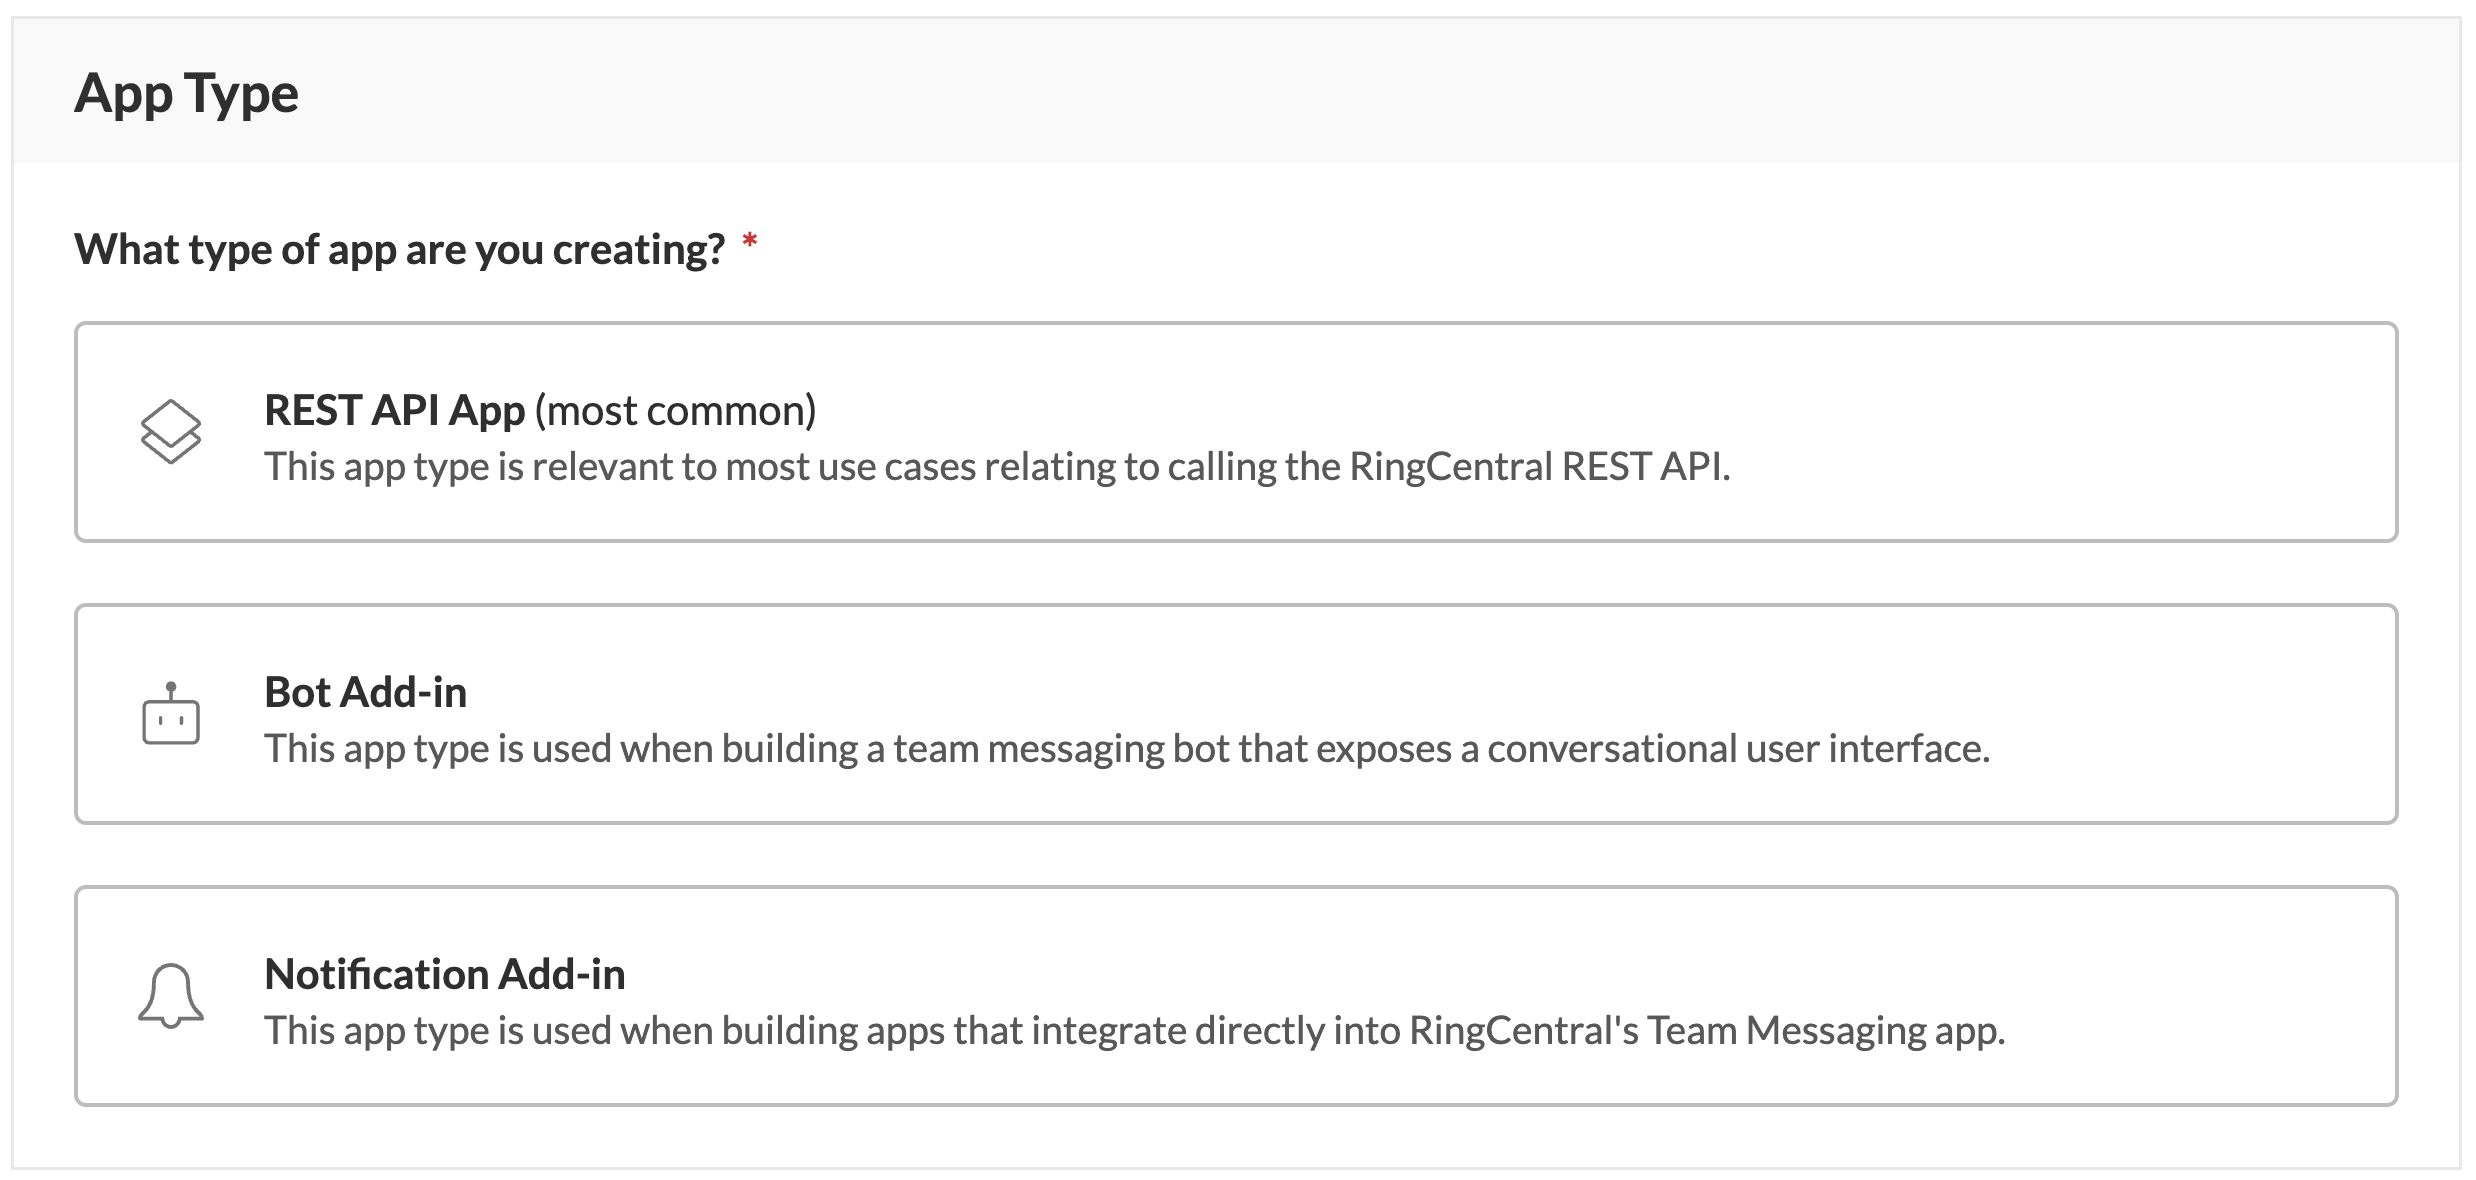 App Type
What type of app are you creating? *
REST API App (most common)
This app type is relevant to most use cases relating to calling the RingCentral REST API.
Bot Add-in
This app type is used when building a team messaging bot that exposes a conversational user interface.
Notification Add-in
This app type is used when building apps that integrate directly into RingCentral's Team Messaging app.